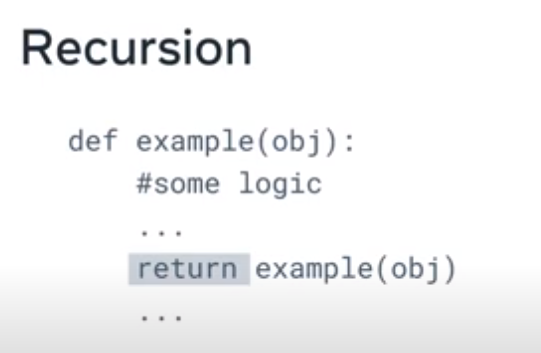 Recursion
def example(obj):
#some logic
...
return example(obj)
...